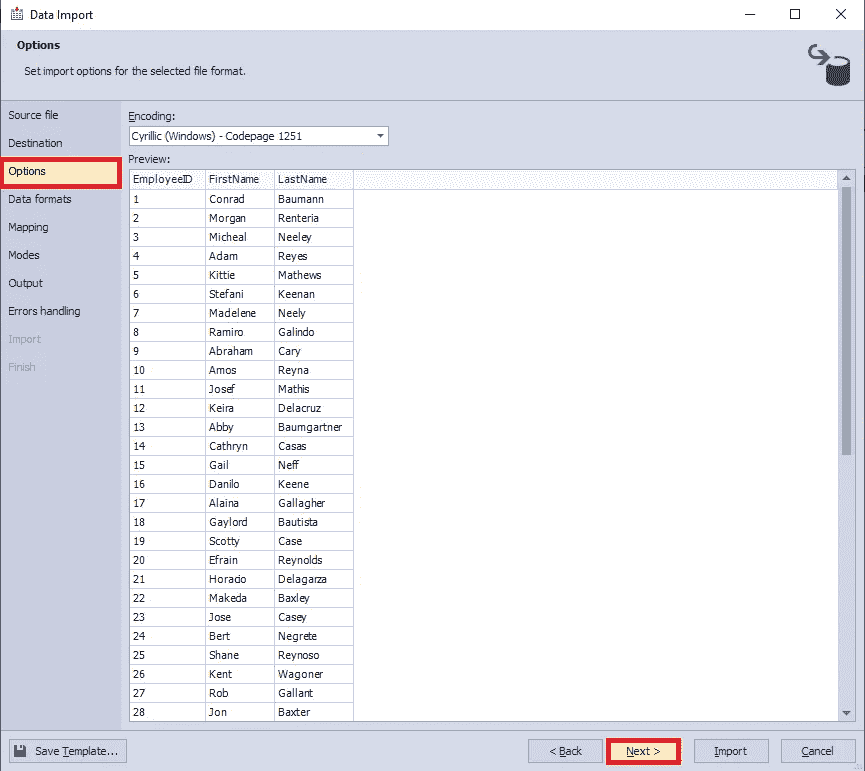 Data Import
Options
Set import options for the selected file format.
Source file
Destination
Options
Data formats
Mapping
Modes
Output
Errors handling
Import
Finish
Encoding:
Cyrillic (Windows) - Codepage 1251
Preview:
EmployeeID FirstName LastName
1 Conrad Baumann
2 Morgan Renteria
3 Micheal Neeley
4 Adam Reyes
5 Kittie Mathews
6 Stefani Keenan
7 Madelene Neely
8 Ramiro Galindo
9 Abraham Cary
10 Amos Reyna
11 Josef Mathis
12 Keira Delacruz
13 Abby Baumgartner
14 Cathryn Casas
15 Gail Neff
16 Danilo Keene
17 Alaina Gallagher
18 Gaylord Bautista
19 Scotty Case
20 Efrain Reynolds
21 Horacio Delagarza
22 Makeda Baxley
23 Jose Casey
24 Bert Negrete
25 Shane Reynoso
26 Kent Wagoner
27 Rob Gallant
28 Jon Baxter
Save Template... < Back Next > Import Cancel